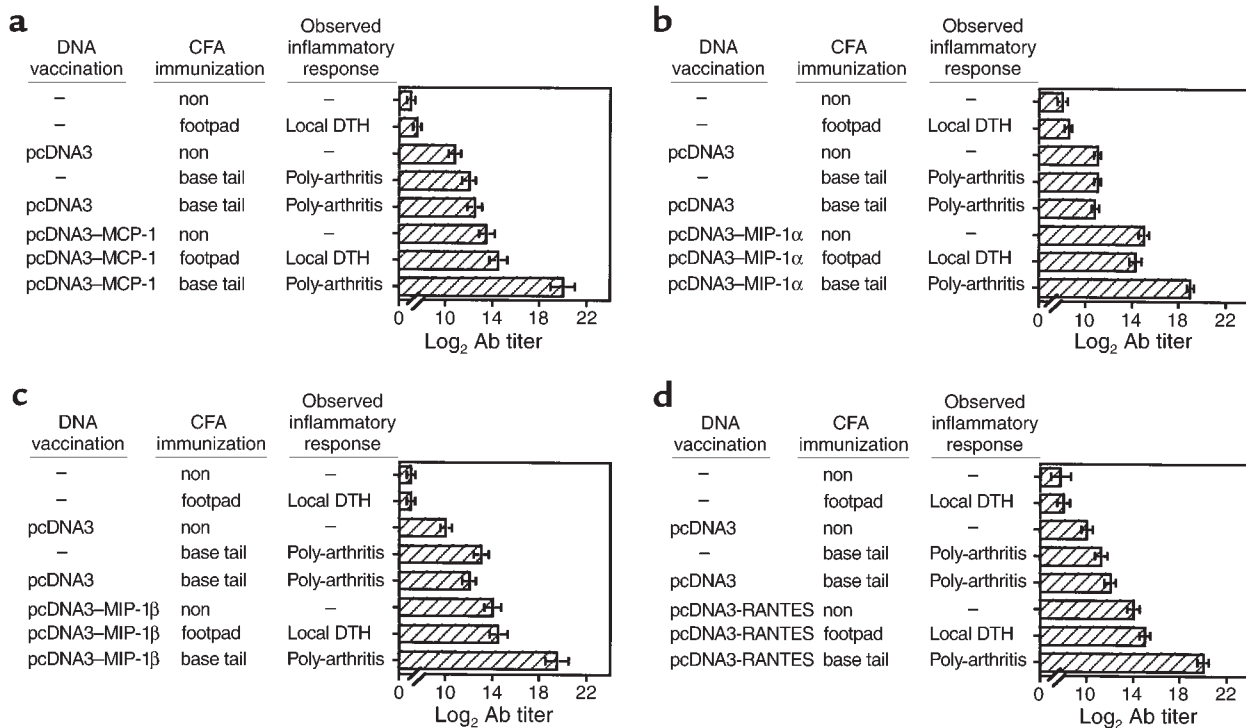 a
DNA vaccination CFA immunization Observed inflammatory response
– non –
– footpad Local DTH
pcDNA3 non –
– base tail Poly-arthritis
pcDNA3 base tail Poly-arthritis
pcDNA3–MCP-1 non –
pcDNA3–MCP-1 footpad Local DTH
pcDNA3–MCP-1 base tail Poly-arthritis
0 10 14 18 22
Log₂ Ab titer
b
DNA vaccination CFA immunization Observed inflammatory response
– non –
– footpad Local DTH
pcDNA3 non –
– base tail Poly-arthritis
pcDNA3 base tail Poly-arthritis
pcDNA3–MIP-1α non –
pcDNA3–MIP-1α footpad Local DTH
pcDNA3–MIP-1α base tail Poly-arthritis
0 10 14 18 22
Log₂ Ab titer
c
DNA vaccination CFA immunization Observed inflammatory response
– non –
– footpad Local DTH
pcDNA3 non –
– base tail Poly-arthritis
pcDNA3 base tail Poly-arthritis
pcDNA3–MIP-1β non –
pcDNA3–MIP-1β footpad Local DTH
pcDNA3–MIP-1β base tail Poly-arthritis
0 10 14 18 22
Log₂ Ab titer
d
DNA vaccination CFA immunization Observed inflammatory response
– non –
– footpad Local DTH
pcDNA3 non –
– base tail Poly-arthritis
pcDNA3 base tail Poly-arthritis
pcDNA3-RANTES non –
pcDNA3-RANTES footpad Local DTH
pcDNA3-RANTES base tail Poly-arthritis
0 10 14 18 22
Log₂ Ab titer